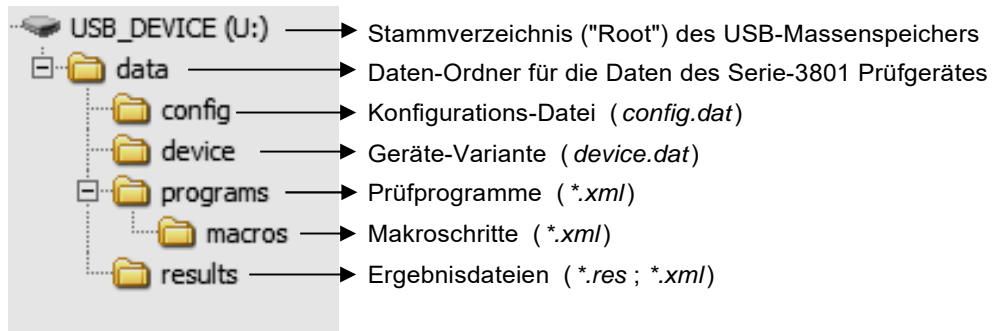 USB_DEVICE (U:) Stammverzeichnis ("Root") des USB-Massenspeichers
data Daten-Ordner für die Daten des Serie-3801 Prüfgerätes
config Konfigurations-Datei (config.dat)
device Geräte-Variante (device.dat)
programs Prüfprogramme (*.xml)
macros Makroschritte (*.xml)
results Ergebnisdateien (*.res ; *.xml)